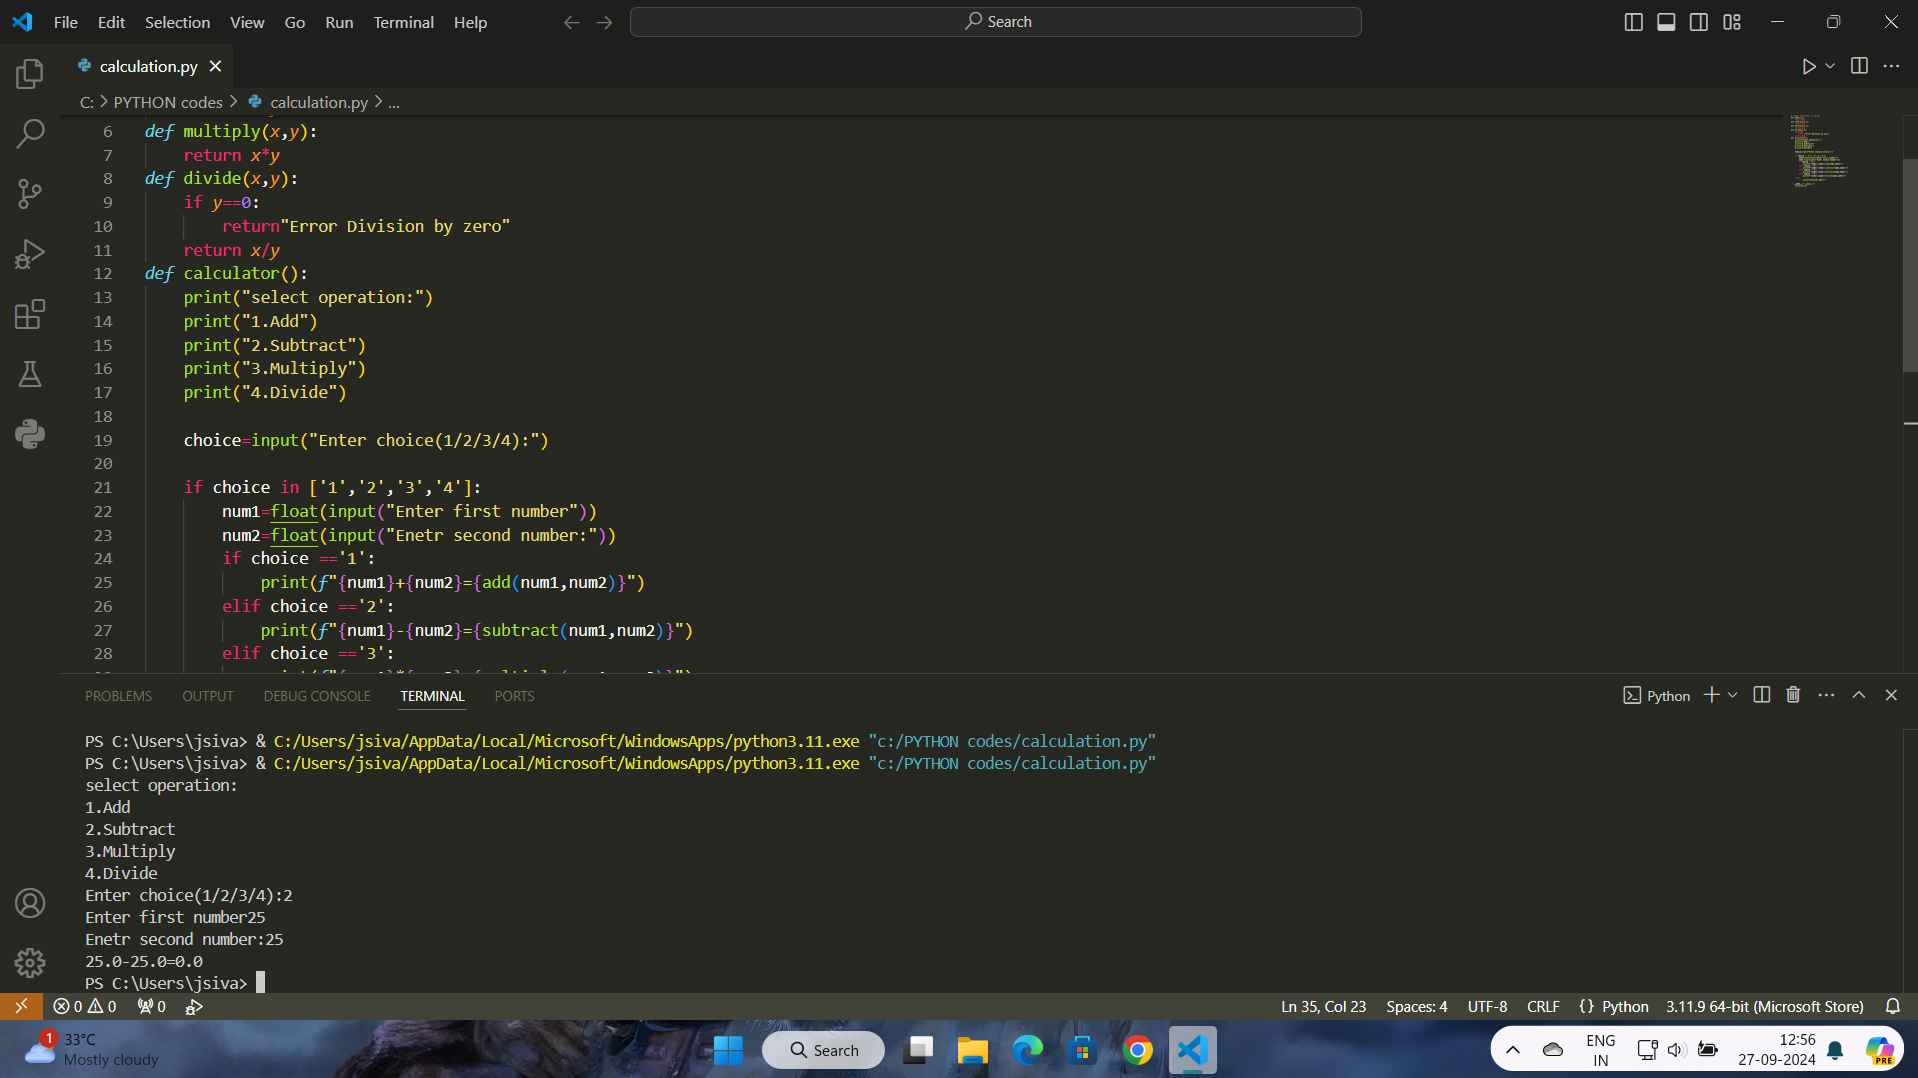 File Edit Selection View Go Run Terminal Help
Search
calculation.py
C: > PYTHON codes > calculation.py > ...
6 def multiply(x,y):
7 return x*y
8 def divide(x,y):
9 if y==0:
10 return"Error Division by zero"
11 return x/y
12 def calculator():
13 print("select operation:")
14 print("1.Add")
15 print("2.Subtract")
16 print("3.Multiply")
17 print("4.Divide")
18
19 choice=input("Enter choice(1/2/3/4):")
20
21 if choice in ['1','2','3','4']:
22 num1=float(input("Enter first number"))
23 num2=float(input("Enetr second number:"))
24 if choice =='1':
25 print(f"{num1}+{num2}={add(num1,num2)}")
26 elif choice =='2':
27 print(f"{num1}-{num2}={subtract(num1,num2)}")
28 elif choice =='3':
PROBLEMS OUTPUT DEBUG CONSOLE TERMINAL PORTS
Python
PS C:\Users\jsiva> & C:/Users/jsiva/AppData/Local/Microsoft/WindowsApps/python3.11.exe "c:/PYTHON codes/calculation.py"
PS C:\Users\jsiva> & C:/Users/jsiva/AppData/Local/Microsoft/WindowsApps/python3.11.exe "c:/PYTHON codes/calculation.py"
select operation:
1.Add
2.Subtract
3.Multiply
4.Divide
Enter choice(1/2/3/4):2
Enter first number25
Enetr second number:25
25.0-25.0=0.0
PS C:\Users\jsiva>
0 0 0 Ln 35, Col 23 Spaces: 4 UTF-8 CRLF {} Python 3.11.9 64-bit (Microsoft Store)
1
33°C
Mostly cloudy
Search
ENG
IN
12:56
27-09-2024
PRE